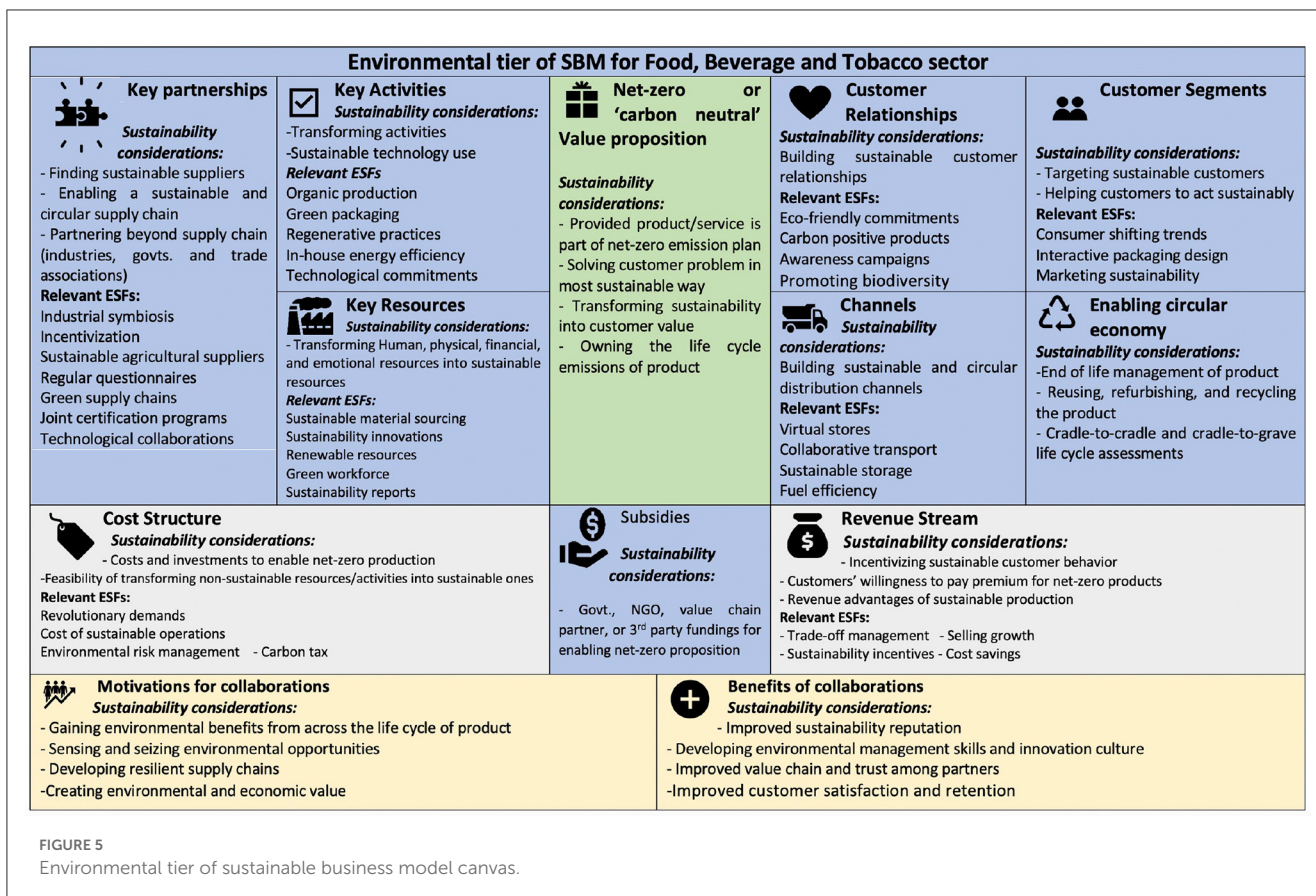 Environmental tier of SBM for Food, Beverage and Tobacco sector
Key partnerships
Sustainability
considerations:
- Finding sustainable suppliers
- Enabling a sustainable and
circular supply chain
- Partnering beyond supply chain
(industries, govts. and trade
associations)
Relevant ESFs:
Industrial symbiosis
Incentivization
Sustainable agricultural suppliers
Regular questionnaires
Green supply chains
Joint certification programs
Technological collaborations
Key Activities
Sustainability considerations:
-Transforming activities
-Sustainable technology use
Relevant ESFs
Organic production
Green packaging
Regenerative practices
In-house energy efficiency
Technological commitments
Key Resources
Sustainability considerations:
- Transforming Human, physical, financial,
and emotional resources into sustainable
resources
Relevant ESFs:
Sustainable material sourcing
Sustainability innovations
Renewable resources
Green workforce
Sustainability reports
Net-zero or
'carbon neutral'
Value proposition
Sustainability
considerations:
- Provided product/service is
part of net-zero emission plan
- Solving customer problem in
most sustainable way
- Transforming sustainability
into customer value
- Owning the life cycle
emissions of product
Customer
Relationships
Sustainability considerations:
Building sustainable customer
relationships
Relevant ESFs:
Eco-friendly commitments
Carbon positive products
Awareness campaigns
Promoting biodiversity
Channels
Sustainability
considerations:
Building sustainable and circular
distribution channels
Relevant ESFs:
Virtual stores
Collaborative transport
Sustainable storage
Fuel efficiency
Customer Segments
Sustainability considerations:
- Targeting sustainable customers
- Helping customers to act sustainably
Relevant ESFs:
Consumer shifting trends
Interactive packaging design
Marketing sustainability
Enabling circular
economy
Sustainability considerations:
-End of life management of product
- Reusing, refurbishing, and recycling
the product
- Cradle-to-cradle and cradle-to-grave
life cycle assessments
Cost Structure
Sustainability considerations:
- Costs and investments to enable net-zero production
-Feasibility of transforming non-sustainable resources/activities into sustainable ones
Relevant ESFs:
Revolutionary demands
Cost of sustainable operations
Environmental risk management - Carbon tax
Subsidies
Sustainability
considerations:
- Govt., NGO, value chain
partner, or 3rd party fundings for
enabling net-zero proposition
Revenue Stream
Sustainability considerations:
- Incentivizing sustainable customer behavior
- Customers' willingness to pay premium for net-zero products
- Revenue advantages of sustainable production
Relevant ESFs:
- Trade-off management - Selling growth
- Sustainability incentives - Cost savings
Motivations for collaborations
Sustainability considerations:
- Gaining environmental benefits from across the life cycle of product
- Sensing and seizing environmental opportunities
- Developing resilient supply chains
-Creating environmental and economic value
Benefits of collaborations
Sustainability considerations:
- Improved sustainability reputation
- Developing environmental management skills and innovation culture
- Improved value chain and trust among partners
-Improved customer satisfaction and retention
FIGURE 5
Environmental tier of sustainable business model canvas.